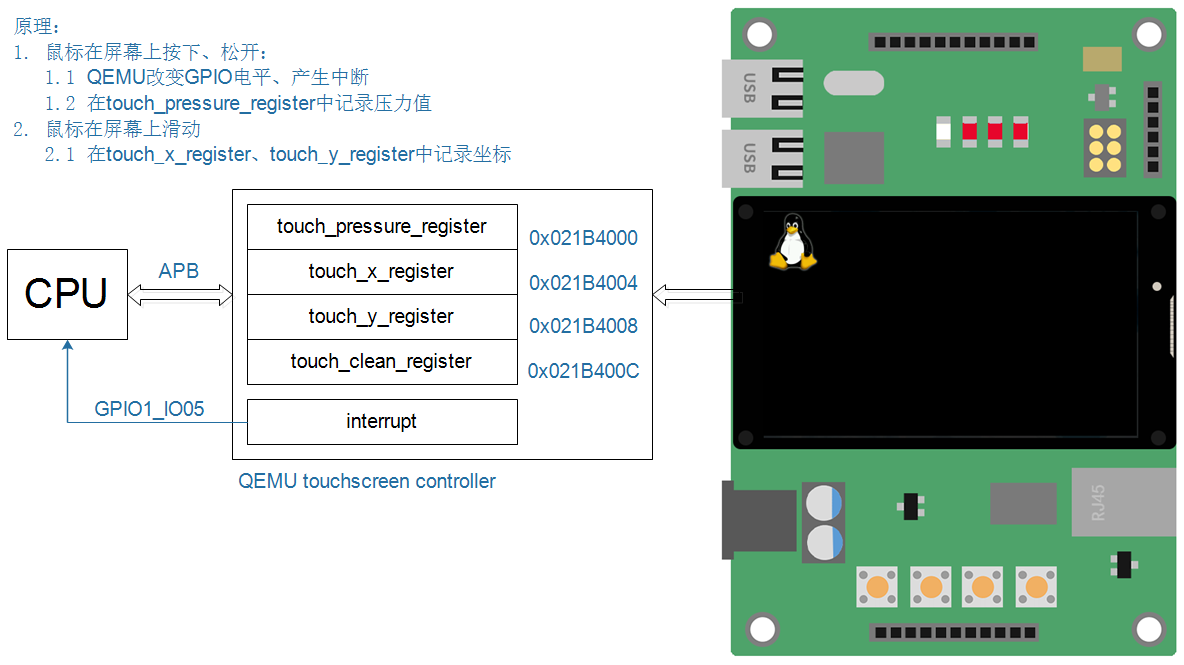 原理：
1. 鼠标在屏幕上按下、松开：
1.1 QEMU改变GPIO电平、产生中断
1.2 在touch_pressure_register中记录压力值
2. 鼠标在屏幕上滑动
2.1 在touch_x_register、touch_y_register中记录坐标
CPU
APB
GPIO1_IO05
touch_pressure_register
0x021B4000
touch_x_register
0x021B4004
touch_y_register
0x021B4008
touch_clean_register
0x021B400C
interrupt
QEMU touchscreen controller
USB
USB
RJ45